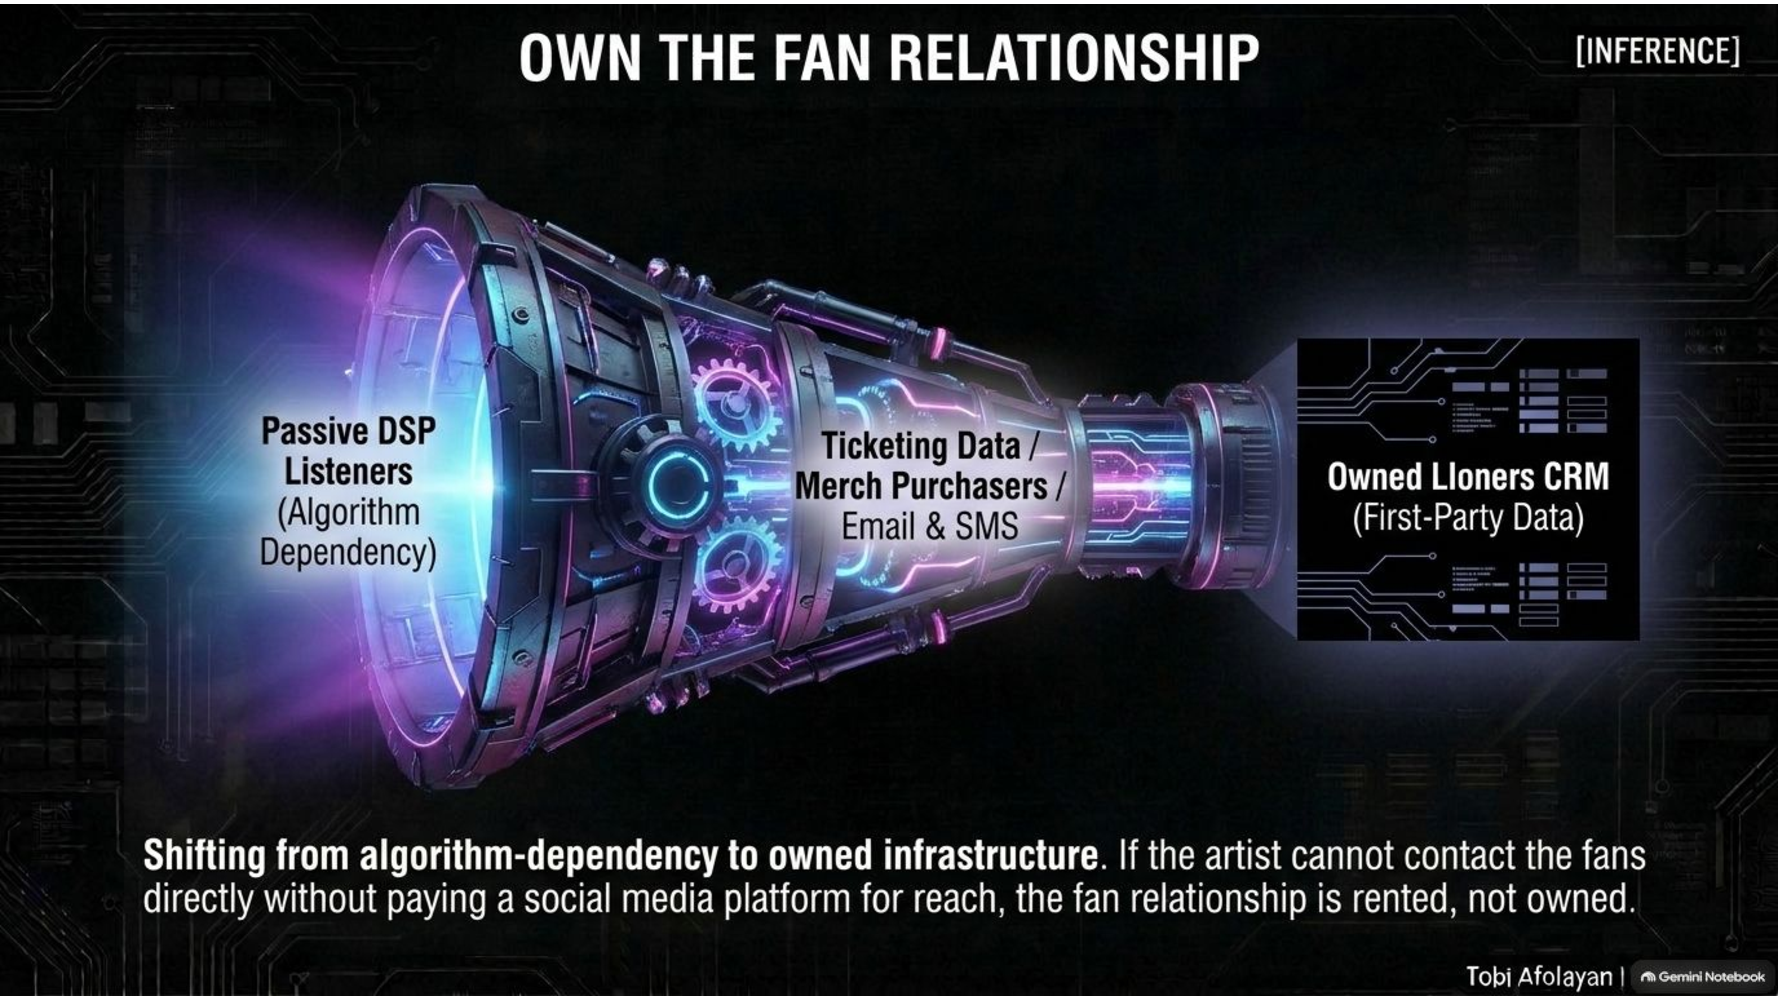 OWN THE FAN RELATIONSHIP
[INFERENCE]
Passive DSP
Listeners
(Algorithm
Dependency)
Ticketing Data /
Merch Purchasers /
Email & SMS
Owned Lloners CRM
(First-Party Data)
Shifting from algorithm-dependency to owned infrastructure. If the artist cannot contact the fans
directly without paying a social media platform for reach, the fan relationship is rented, not owned.
Tobi Afolayan |
Gemini Notebook